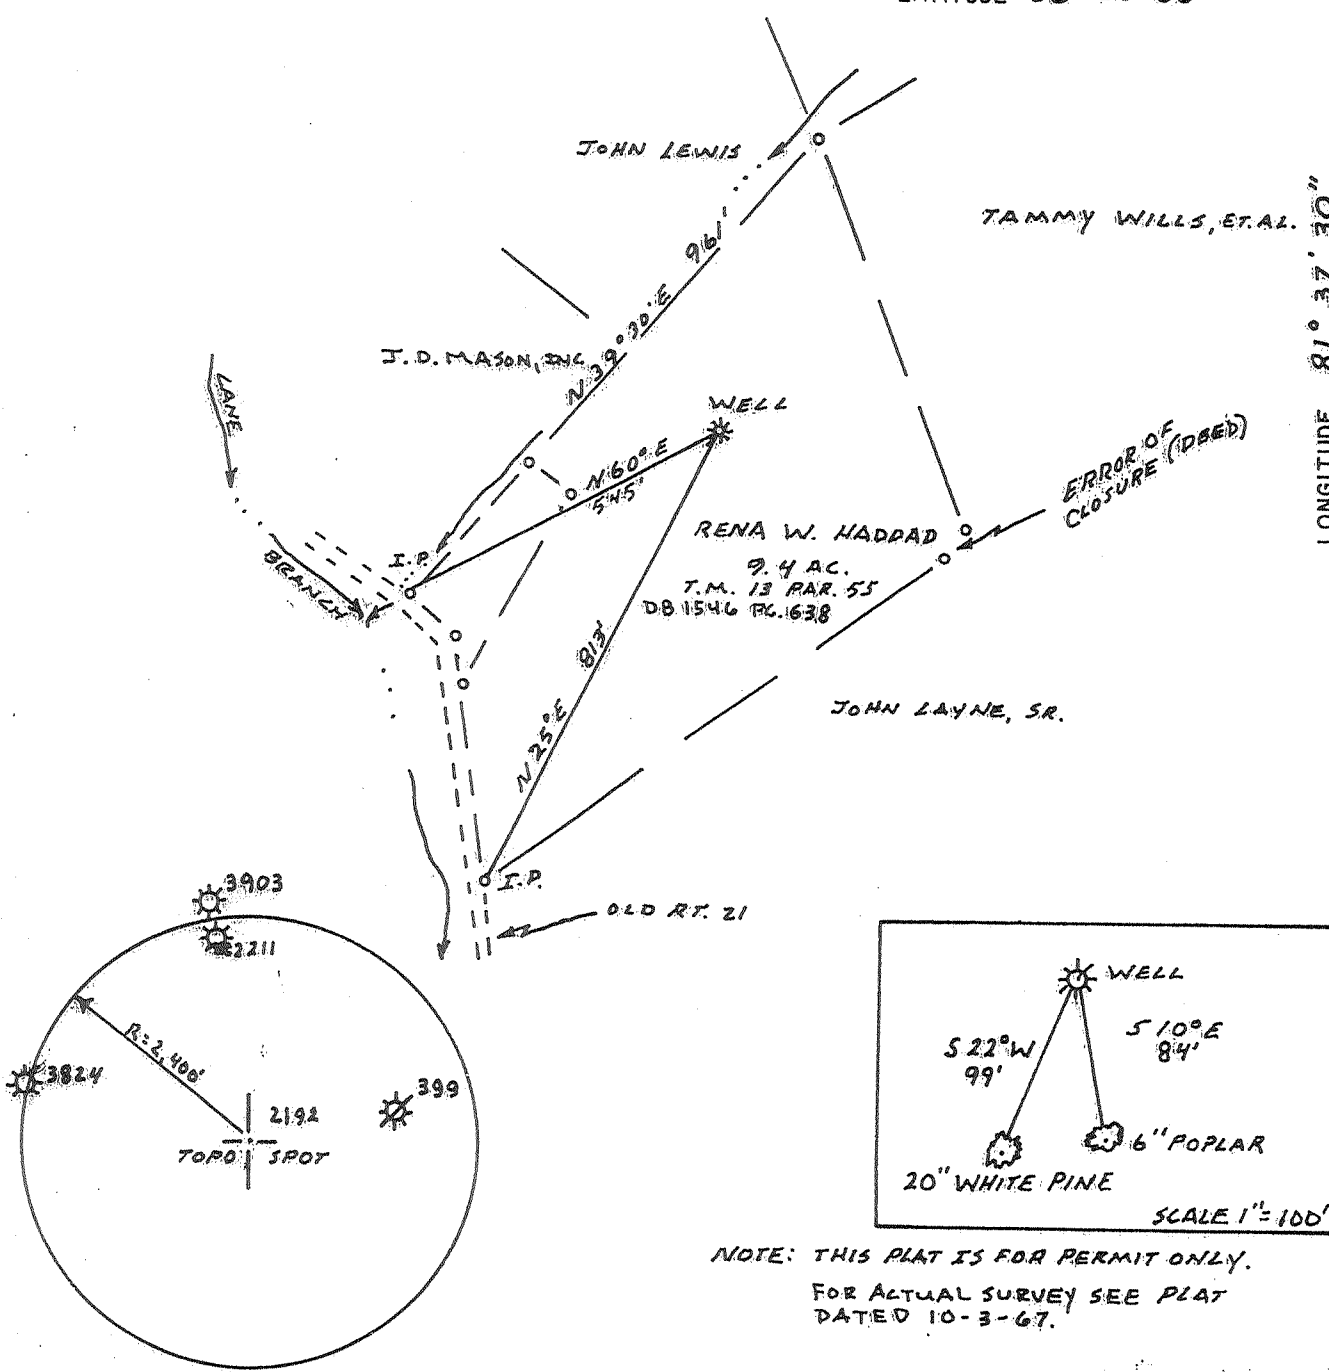 LATITUDE
JOHN LEWIS
TAMMY WILLS, ET.AL.
LONGITUDE 81° 37' 30"
N 39° 30' E 961'
J.D. MASON, INC.
LANE
BRANCH
WELL
N 60° E
545'
ERROR OF
CLOSURE (DEED)
I.P.
RENA W. HADDAD
9.4 AC.
T.M. 13 PAR. 55
DB 1546 PG. 638
N 25° E 813'
JOHN LAYNE, SR.
I.P.
OLD RT. 21
3903
2211
R=2,400'
3824
399
2192
TOPO SPOT
WELL
S 22° W
99'
S 10° E
84'
6" POPLAR
20" WHITE PINE
SCALE 1"=100'
NOTE: THIS PLAT IS FOR PERMIT ONLY.
FOR ACTUAL SURVEY SEE PLAT
DATED 10-3-67.